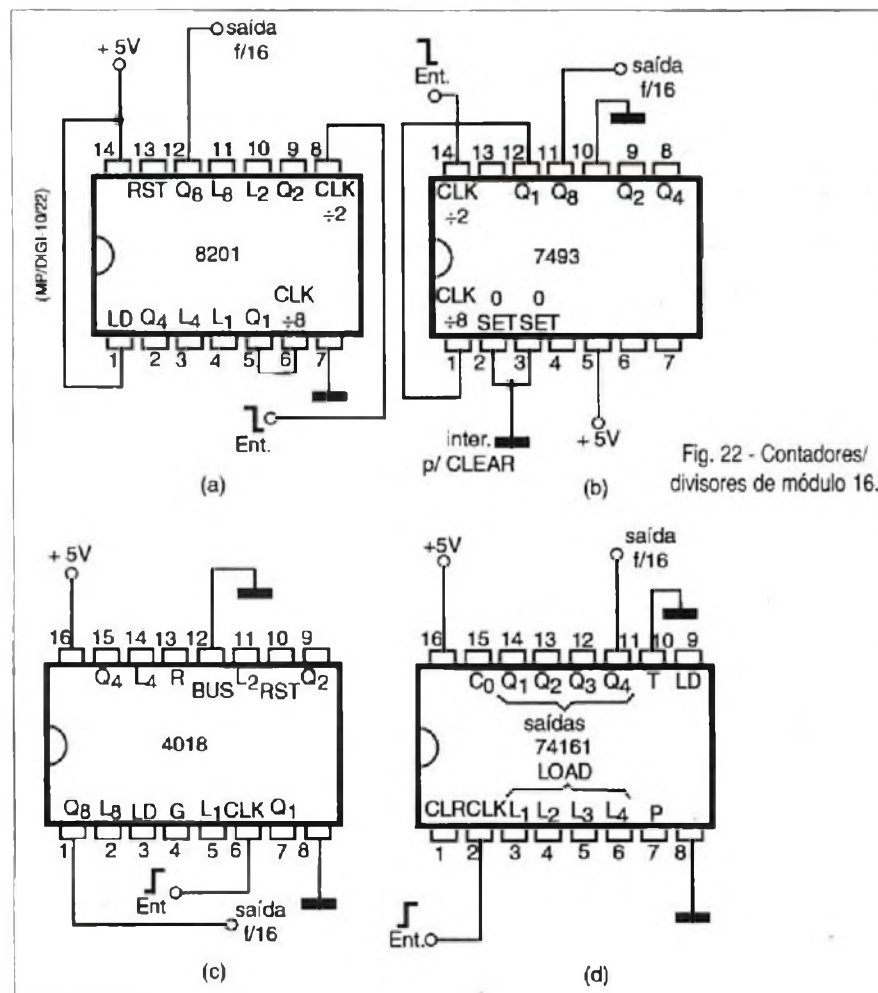 + 5V
saída
f/16
14 13 12 11 10 9 8
RST Q8 L8 L2 Q2 CLK
÷2
8201
CLK
LD Q4 L4 L1 Q1 ÷8
1 2 3 4 5 6 7
Ent.
(a)
(MP/DIGI-10/22)
Ent.
saída
f/16
14 13 12 11 10 9 8
CLK Q1 Q8 Q2 Q4
÷2
7493
CLK 0 0
÷8 SET SET
1 2 3 4 5 6 7
inter.
p/ CLEAR
+ 5V
(b)
Fig. 22 - Contadores/
divisores de módulo 16.
+ 5V
16 15 14 13 12 11 10 9
Q4 L4 R BUS L2 RST Q2
4018
Q8 L8 LD G L1 CLK Q1
1 2 3 4 5 6 7 8
Ent
saída
f/16
(c)
+5V
saída
f/16
16 15 14 13 12 11 10 9
C0 Q1 Q2 Q3 Q4 T LD
saídas
74161
LOAD
CLR CLK L1 L2 L3 L4 P
1 2 3 4 5 6 7 8
Ent.
(d)